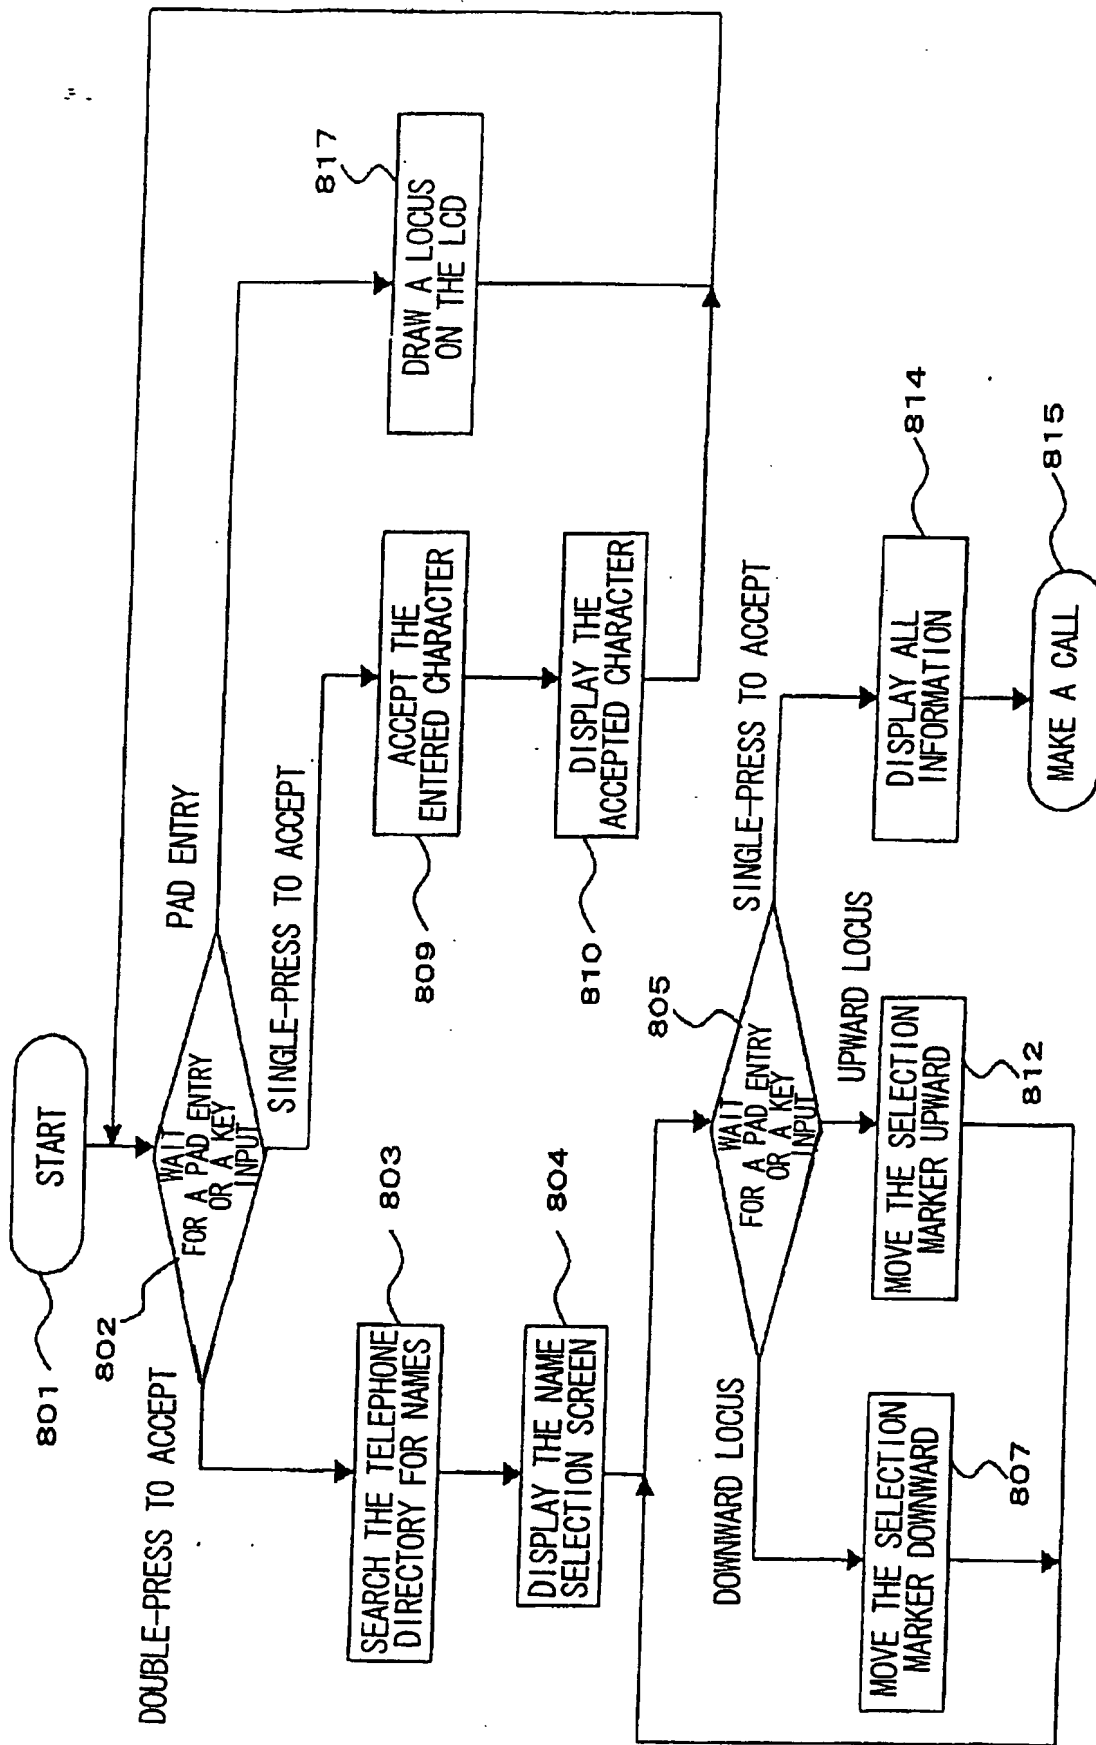 801
START
802
WAIT
FOR A PAD ENTRY
OR A KEY
INPUT
DOUBLE-PRESS TO ACCEPT
SINGLE-PRESS TO ACCEPT
PAD ENTRY
SEARCH THE TELEPHONE
DIRECTORY FOR NAMES
803
809
ACCEPT THE
ENTERED CHARACTER
DRAW A LOCUS
ON THE LCD
817
DISPLAY THE NAME
SELECTION SCREEN
804
810
DISPLAY THE
ACCEPTED CHARACTER
805
WAIT
FOR A PAD ENTRY
OR A KEY
INPUT
DOWNWARD LOCUS
UPWARD LOCUS
SINGLE-PRESS TO ACCEPT
MOVE THE SELECTION
MARKER DOWNWARD
807
MOVE THE SELECTION
MARKER UPWARD
812
DISPLAY ALL
INFORMATION
814
MAKE A CALL
815